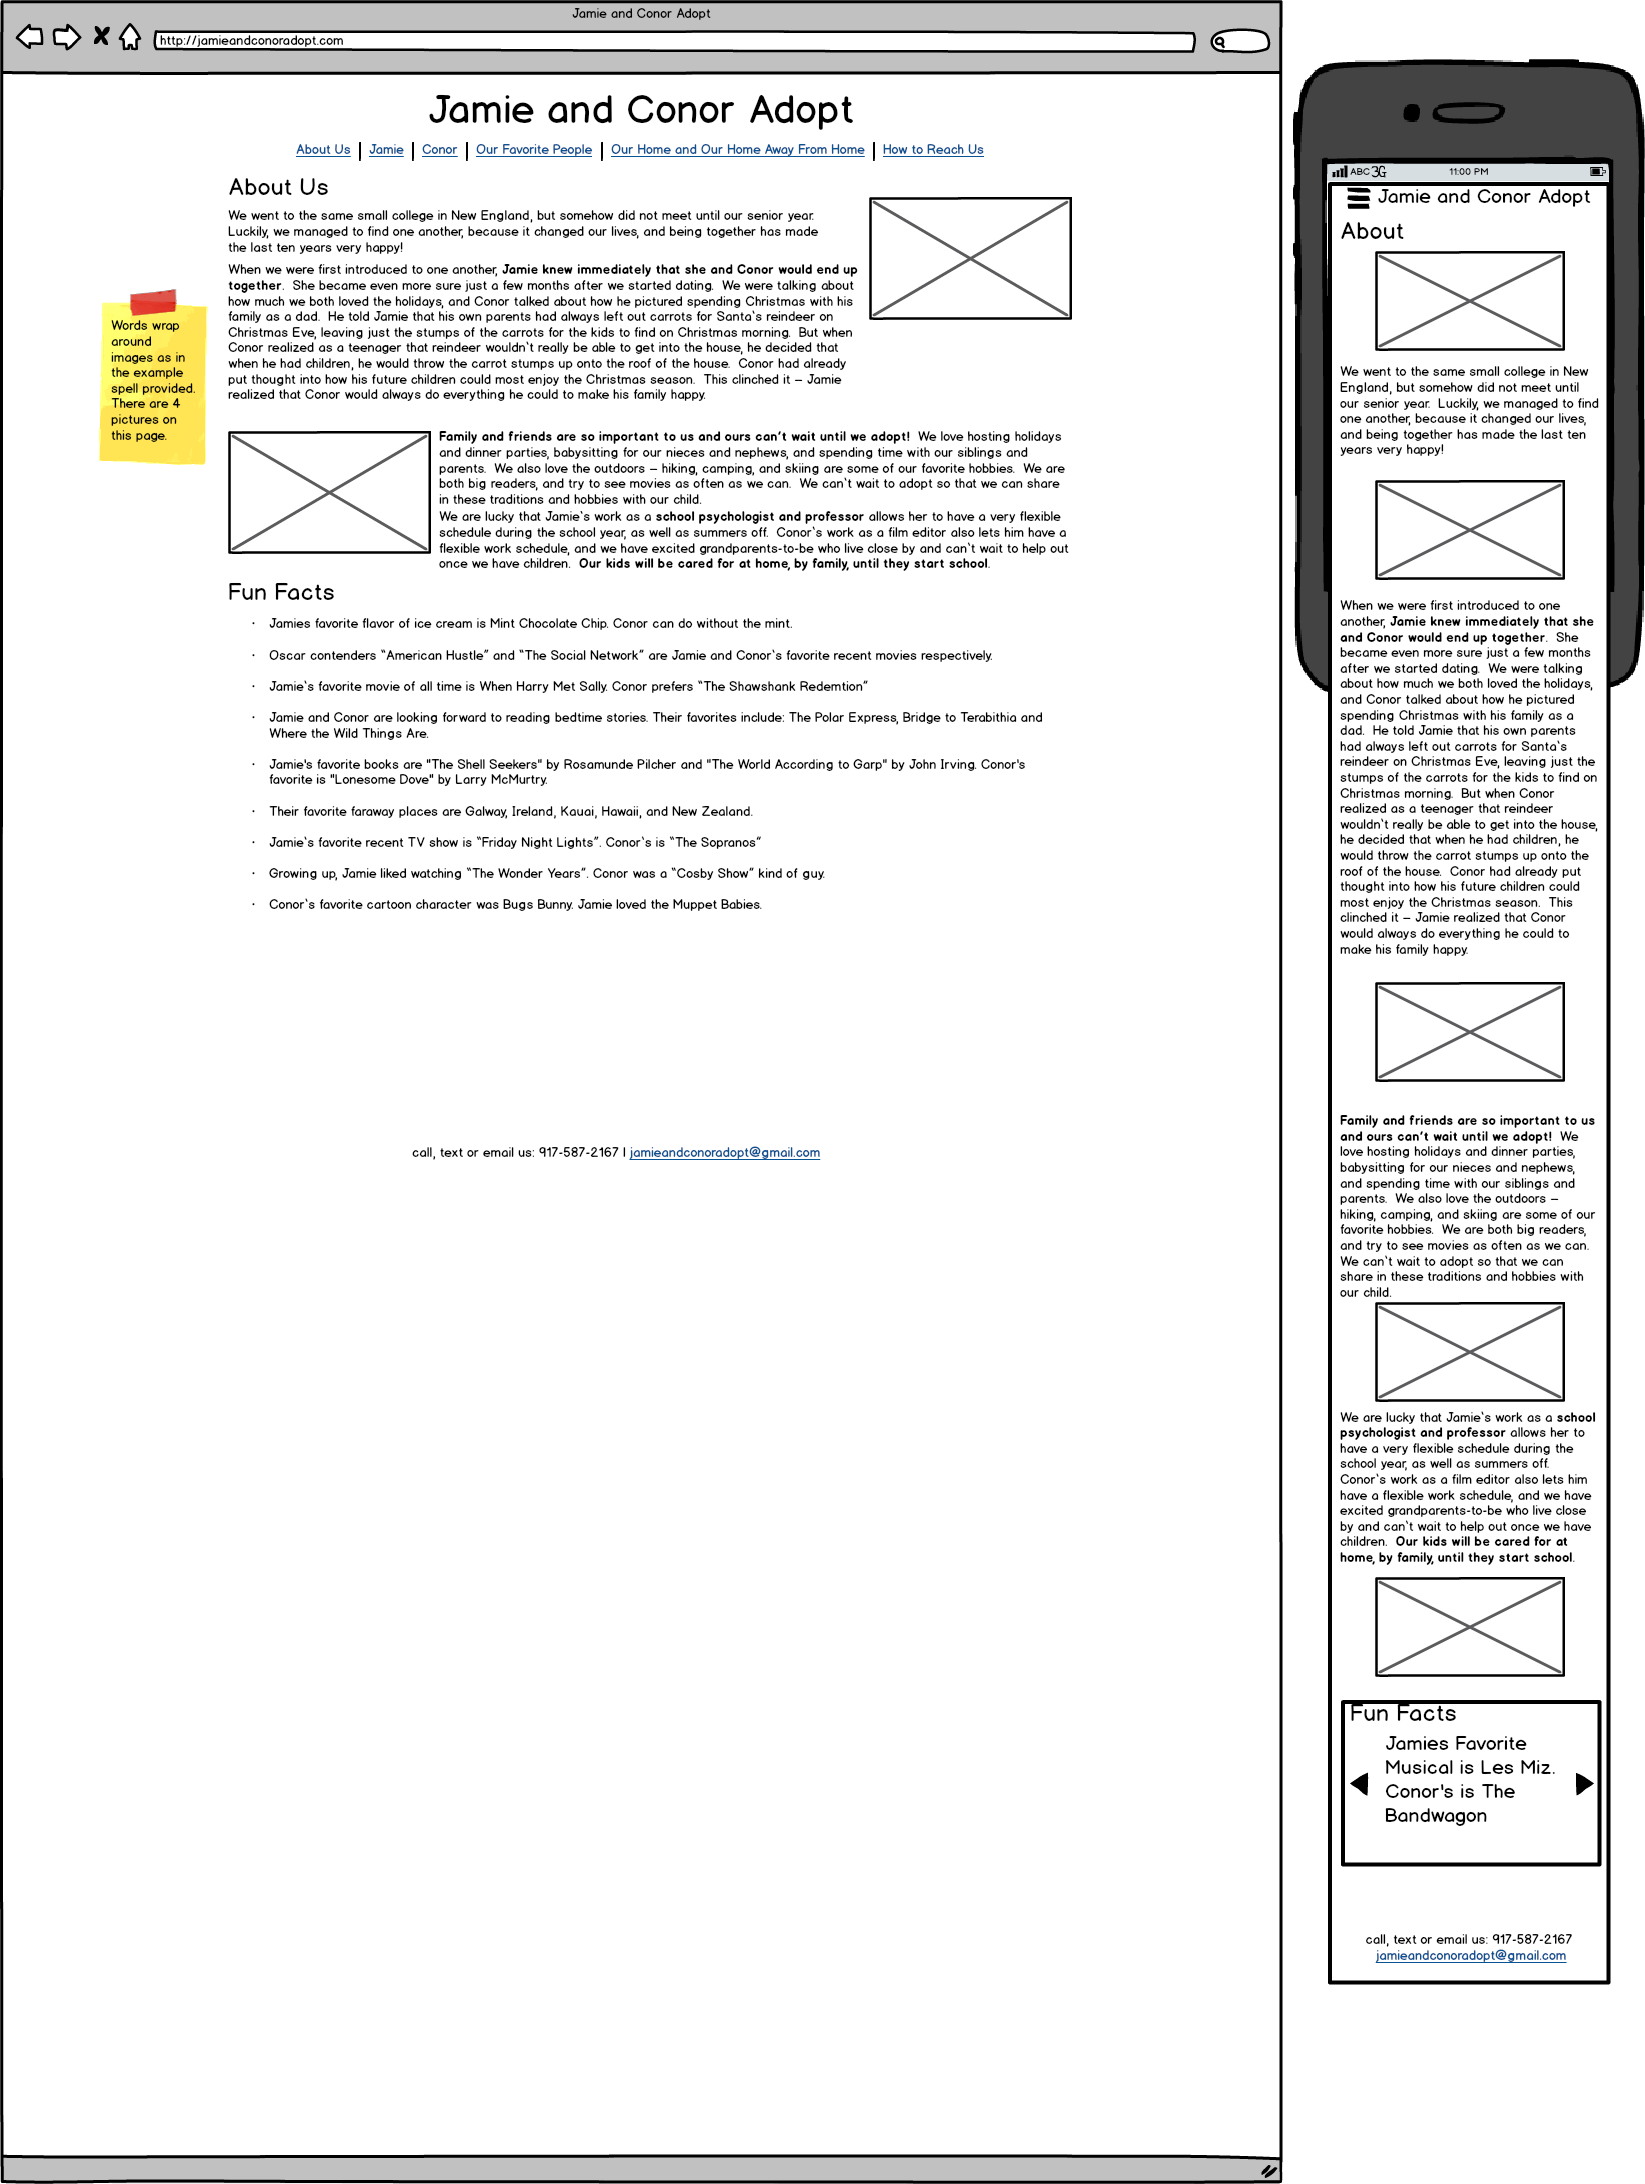 Jamie and Conor Adopt
http://jamieandconoradopt.com
Jamie and Conor Adopt
About Us | Jamie | Conor | Our Favorite People | Our Home and Our Home Away From Home | How to Reach Us
About Us
We went to the same small college in New England, but somehow did not meet until our senior year.
Luckily, we managed to find one another, because it changed our lives, and being together has made
the last ten years very happy!
When we were first introduced to one another, Jamie knew immediately that she and Conor would end up
together.  She became even more sure just a few months after we started dating.  We were talking about
how much we both loved the holidays, and Conor talked about how he pictured spending Christmas with his
family as a dad.  He told Jamie that his own parents had always left out carrots for Santa`s reindeer on
Christmas Eve, leaving just the stumps of the carrots for the kids to find on Christmas morning.  But when
Conor realized as a teenager that reindeer wouldn`t really be able to get into the house, he decided that
when he had children, he would throw the carrot stumps up onto the roof of the house.  Conor had already
put thought into how his future children could most enjoy the Christmas season.  This clinched it – Jamie
realized that Conor would always do everything he could to make his family happy.
Words wrap
around
images as in
the example
spell provided.
There are 4
pictures on
this page.
Family and friends are so important to us and ours can’t wait until we adopt!  We love hosting holidays
and dinner parties, babysitting for our nieces and nephews, and spending time with our siblings and
parents.  We also love the outdoors – hiking, camping, and skiing are some of our favorite hobbies.  We are
both big readers, and try to see movies as often as we can.  We can`t wait to adopt so that we can share
in these traditions and hobbies with our child.
We are lucky that Jamie`s work as a school psychologist and professor allows her to have a very flexible
schedule during the school year, as well as summers off.  Conor`s work as a film editor also lets him have a
flexible work schedule, and we have excited grandparents-to-be who live close by and can`t wait to help out
once we have children.  Our kids will be cared for at home, by family, until they start school.
Fun Facts
· Jamies favorite flavor of ice cream is Mint Chocolate Chip. Conor can do without the mint.
· Oscar contenders “American Hustle” and “The Social Network” are Jamie and Conor`s favorite recent movies respectively.
· Jamie`s favorite movie of all time is When Harry Met Sally. Conor prefers “The Shawshank Redemtion”
· Jamie and Conor are looking forward to reading bedtime stories. Their favorites include: The Polar Express, Bridge to Terabithia and
Where the Wild Things Are.
· Jamie's favorite books are "The Shell Seekers" by Rosamunde Pilcher and "The World According to Garp" by John Irving. Conor's
favorite is "Lonesome Dove" by Larry McMurtry.
· Their favorite faraway places are Galway, Ireland, Kauai, Hawaii, and New Zealand.
· Jamie`s favorite recent TV show is “Friday Night Lights”. Conor`s is “The Sopranos”
· Growing up, Jamie liked watching “The Wonder Years”. Conor was a “Cosby Show” kind of guy.
· Conor`s favorite cartoon character was Bugs Bunny. Jamie loved the Muppet Babies.
call, text or email us: 917-587-2167 | jamieandconoradopt@gmail.com
ABC 3G 11:00 PM
Jamie and Conor Adopt
About
We went to the same small college in New
England, but somehow did not meet until
our senior year.  Luckily, we managed to find
one another, because it changed our lives,
and being together has made the last ten
years very happy!
When we were first introduced to one
another, Jamie knew immediately that she
and Conor would end up together.  She
became even more sure just a few months
after we started dating.  We were talking
about how much we both loved the holidays,
and Conor talked about how he pictured
spending Christmas with his family as a
dad.  He told Jamie that his own parents
had always left out carrots for Santa`s
reindeer on Christmas Eve, leaving just the
stumps of the carrots for the kids to find on
Christmas morning.  But when Conor
realized as a teenager that reindeer
wouldn`t really be able to get into the house,
he decided that when he had children, he
would throw the carrot stumps up onto the
roof of the house.  Conor had already put
thought into how his future children could
most enjoy the Christmas season.  This
clinched it – Jamie realized that Conor
would always do everything he could to
make his family happy.
Family and friends are so important to us
and ours can’t wait until we adopt!  We
love hosting holidays and dinner parties,
babysitting for our nieces and nephews,
and spending time with our siblings and
parents.  We also love the outdoors –
hiking, camping, and skiing are some of our
favorite hobbies.  We are both big readers,
and try to see movies as often as we can.
We can`t wait to adopt so that we can
share in these traditions and hobbies with
our child.
We are lucky that Jamie`s work as a school
psychologist and professor allows her to
have a very flexible schedule during the
school year, as well as summers off.
Conor`s work as a film editor also lets him
have a flexible work schedule, and we have
excited grandparents-to-be who live close
by and can`t wait to help out once we have
children.  Our kids will be cared for at
home, by family, until they start school.
Fun Facts
Jamies Favorite
Musical is Les Miz.
Conor's is The
Bandwagon
call, text or email us: 917-587-2167
jamieandconoradopt@gmail.com